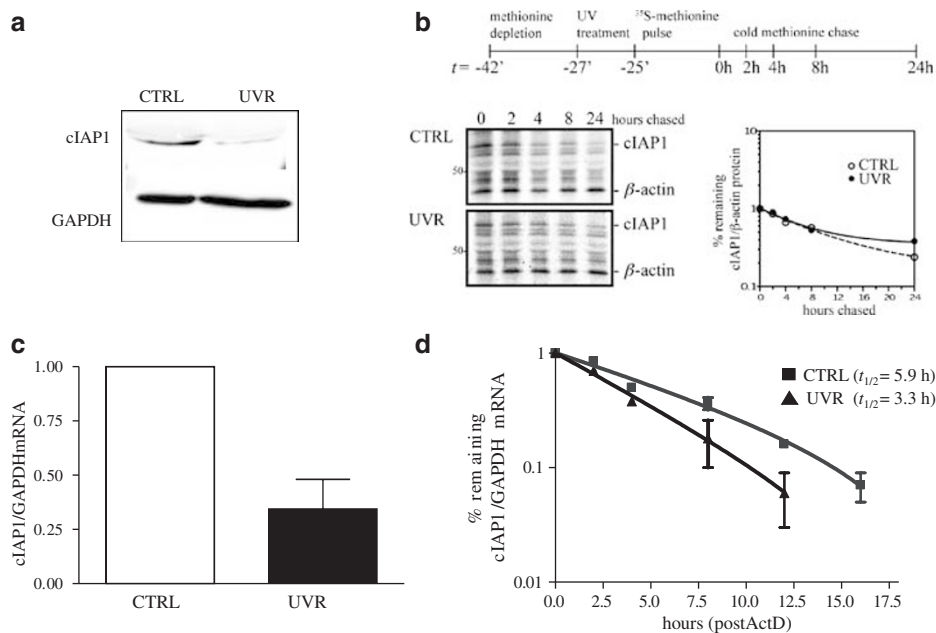 a
CTRL UVR
cIAP1
GAPDH
b
methionine depletion
UV treatment
³⁵S-methionine pulse
cold methionine chase
t= -42' -27' -25' 0h 2h 4h 8h 24h
0 2 4 8 24 hours chased
CTRL
cIAP1
50
β-actin
UVR
cIAP1
50
β-actin
% remaining
cIAP1/β-actin protein
10
1
0.1
CTRL
UVR
0 4 8 12 16 20 24
hours chased
c
cIAP1/GAPDHmRNA
1.00
0.75
0.50
0.25
0.00
CTRL UVR
d
% remaining
cIAP1/GAPDH mRNA
1
0.1
0.01
CTRL (t1/2= 5.9 h)
UVR (t1/2= 3.3 h)
0.0 2.5 5.0 7.5 10.0 12.5 15.0 17.5
hours (postActD)